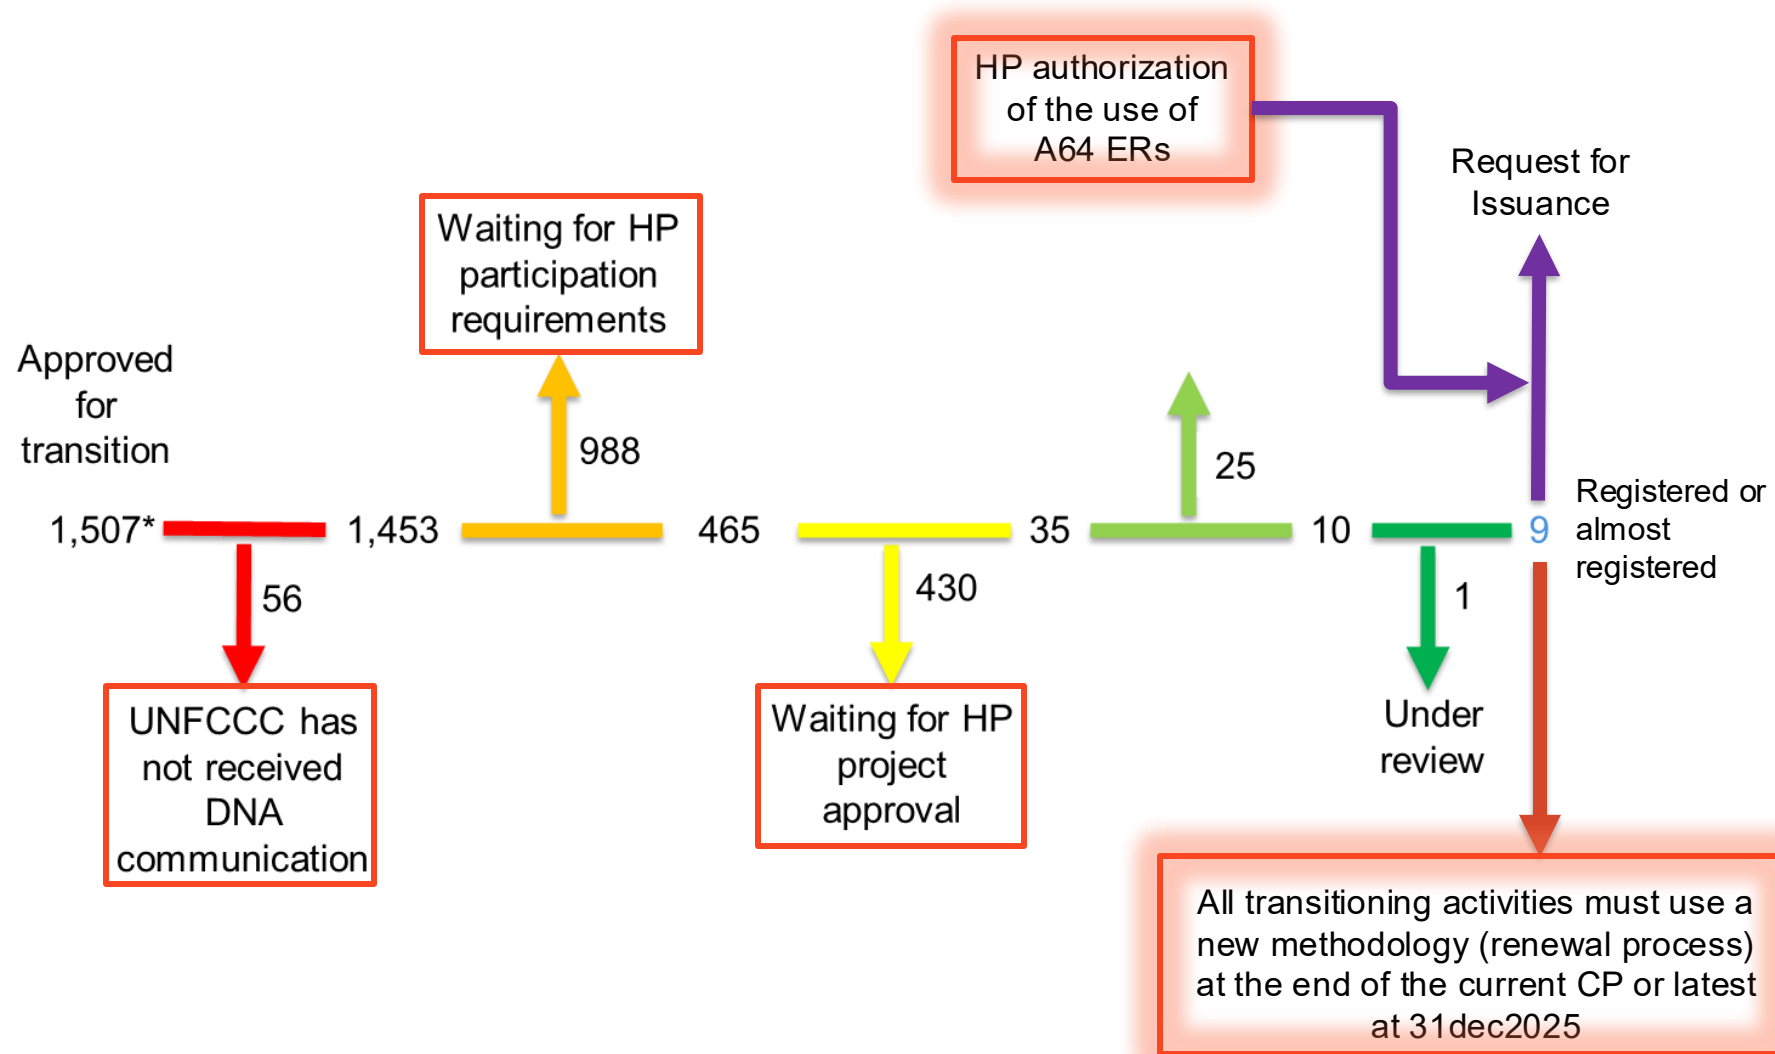 HP authorization
of the use of
A64 ERs
Request for
Issuance
Waiting for HP
participation
requirements
Approved
for
transition
988
25
1,507*
1,453
465
35
10
9
Registered or
almost
registered
56
430
1
UNFCCC has
not received
DNA
communication
Waiting for HP
project
approval
Under
review
All transitioning activities must use a
new methodology (renewal process)
at the end of the current CP or latest
at 31dec2025